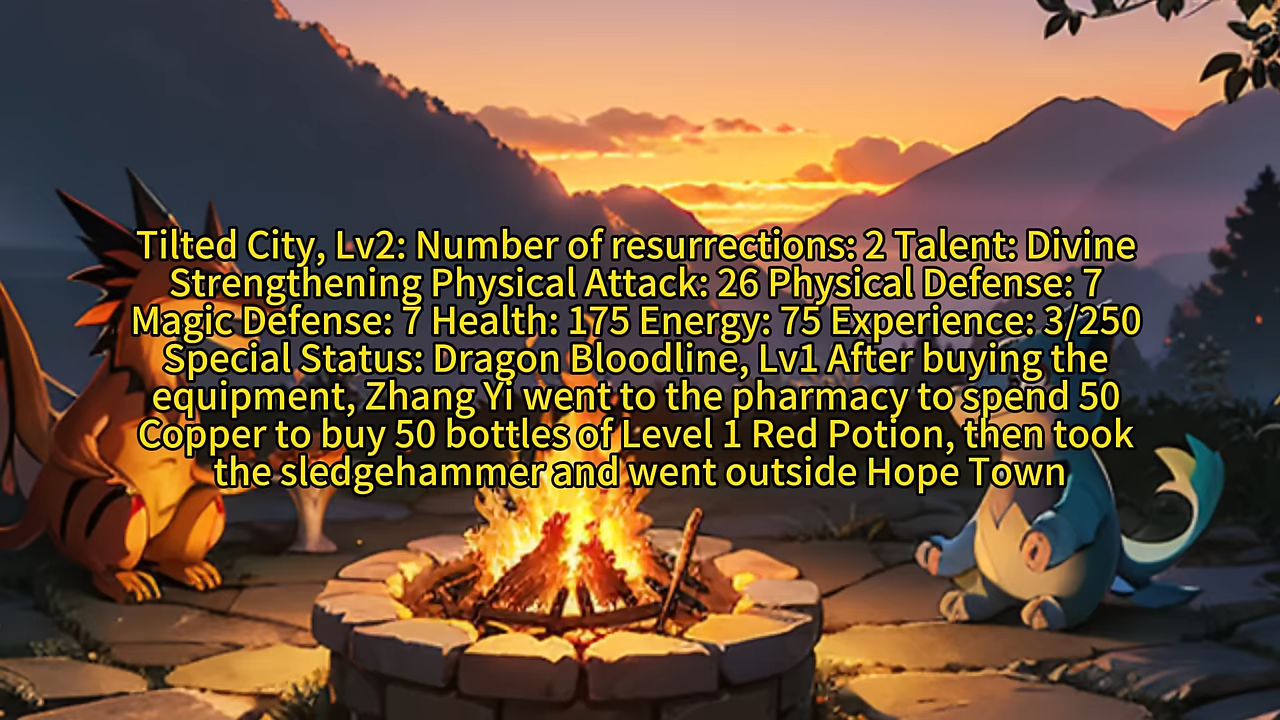 Tilted City, Lv2: Number of resurrections: 2 Talent: Divine
Strengthening Physical Attack: 26 Physical Defense: 7
Magic Defense: 7 Health: 175 Energy: 75 Experience: 3/250
Special Status: Dragon Bloodline, Lv1 After buying the
equipment, Zhang Yi went to the pharmacy to spend 50
Copper to buy 50 bottles of Level 1 Red Potion, then took
the sledgehammer and went outside Hope Town